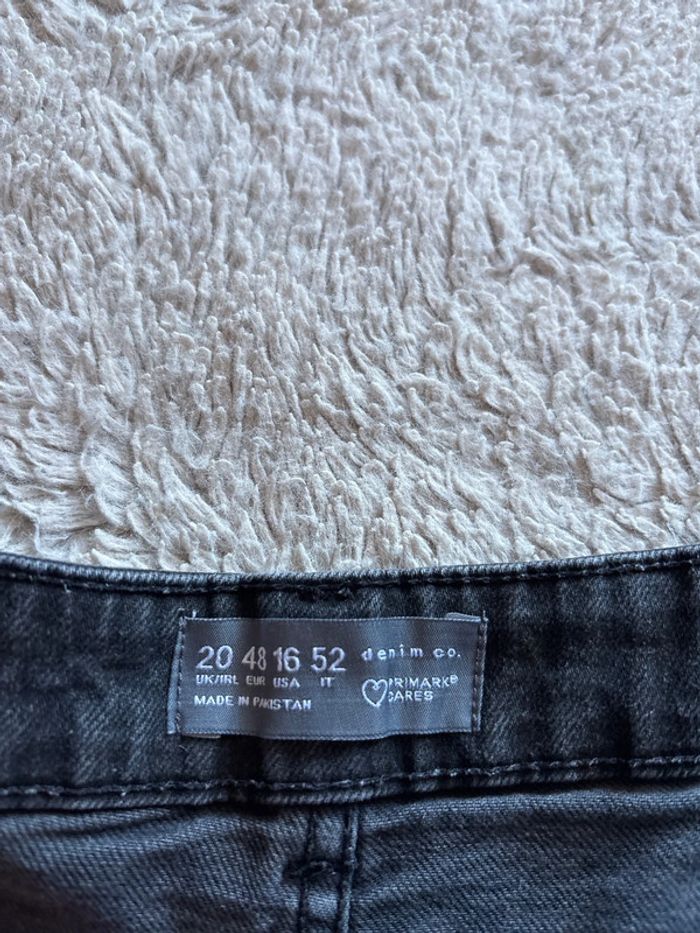 20 48 16 52 denim co.
UK/IRL EUR USA IT
PRIMARK®
MADE IN PAKISTAN CARES